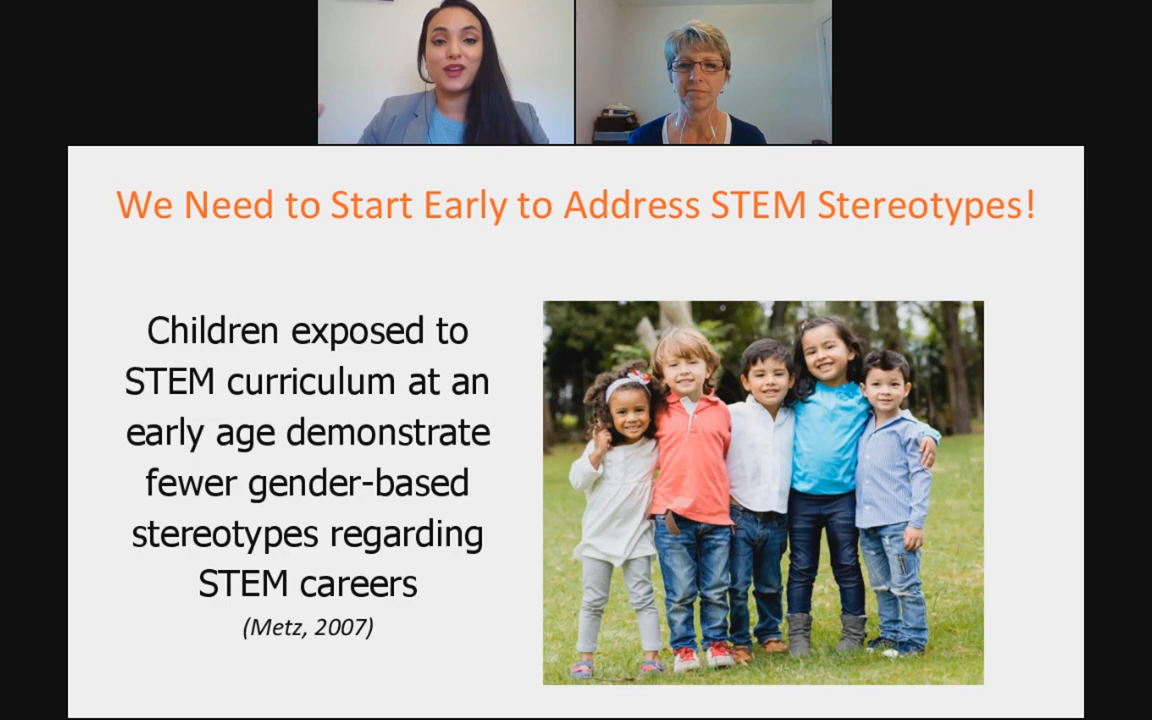 We Need to Start Early to Address STEM Stereotypes!
Children exposed to
STEM curriculum at an
early age demonstrate
fewer gender-based
stereotypes regarding
STEM careers
(Metz, 2007)